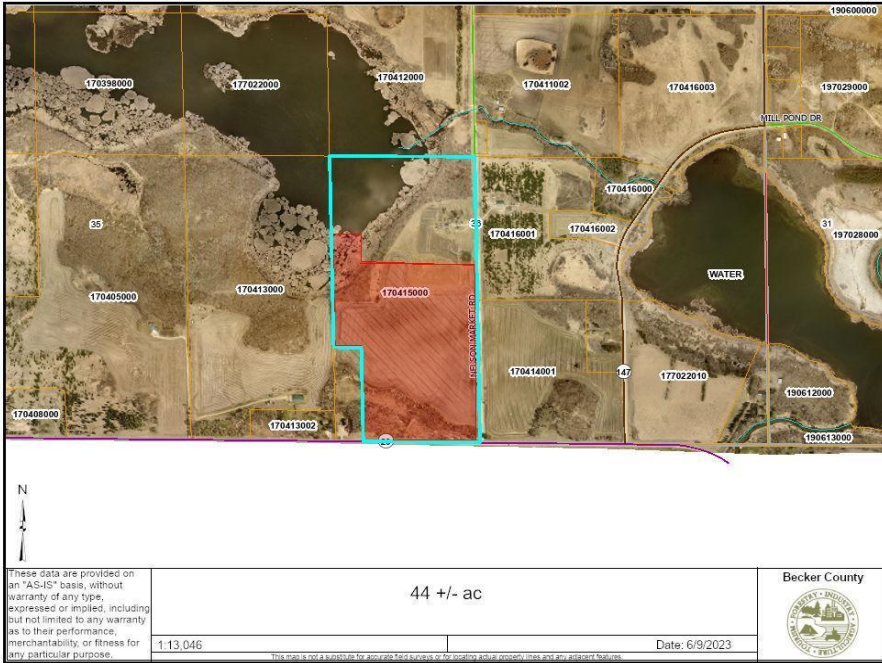 190600000
170398000
177022000
170412000
170411002
170416003
197029000
MILL POND DR
170416000
35
36
170416001
170416002
31
197028000
WATER
170405000
170413000
170415000
NELSON MARKET RD
170414001
147
177022010
190612000
170408000
170413002
190613000
N
These data are provided on
an "AS-IS" basis, without
warranty of any type,
expressed or implied, including
but not limited to any warranty
as to their performance,
merchantability, or fitness for
any particular purpose.
44 +/- ac
1:13,046
Date: 6/9/2023
This map is not a substitute for accurate field surveys or for locating actual property lines and any adjacent features.
Becker County
FORESTRY • INDUSTRY
AGRICULTURE • TOURISM